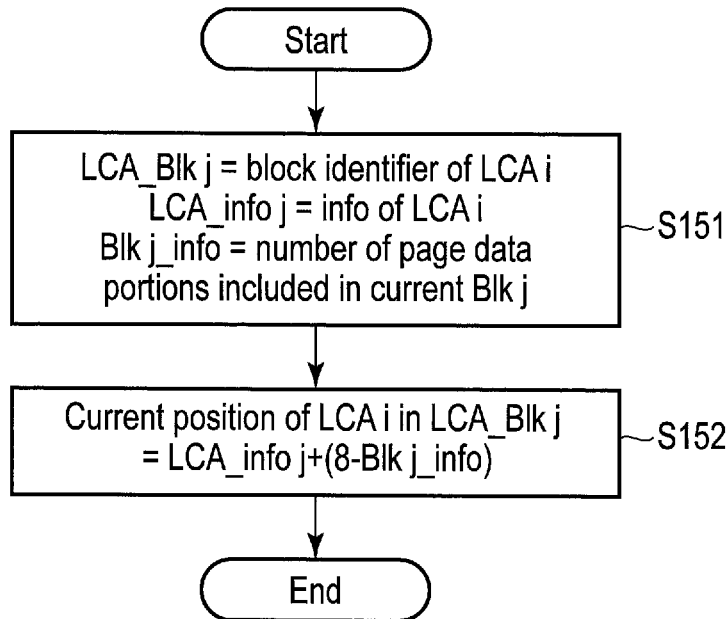 Start
LCA_Blk j = block identifier of LCA i
LCA_info j = info of LCA i
Blk j_info = number of page data
portions included in current Blk j
S151
Current position of LCA i in LCA_Blk j
= LCA_info j+(8-Blk j_info)
S152
End